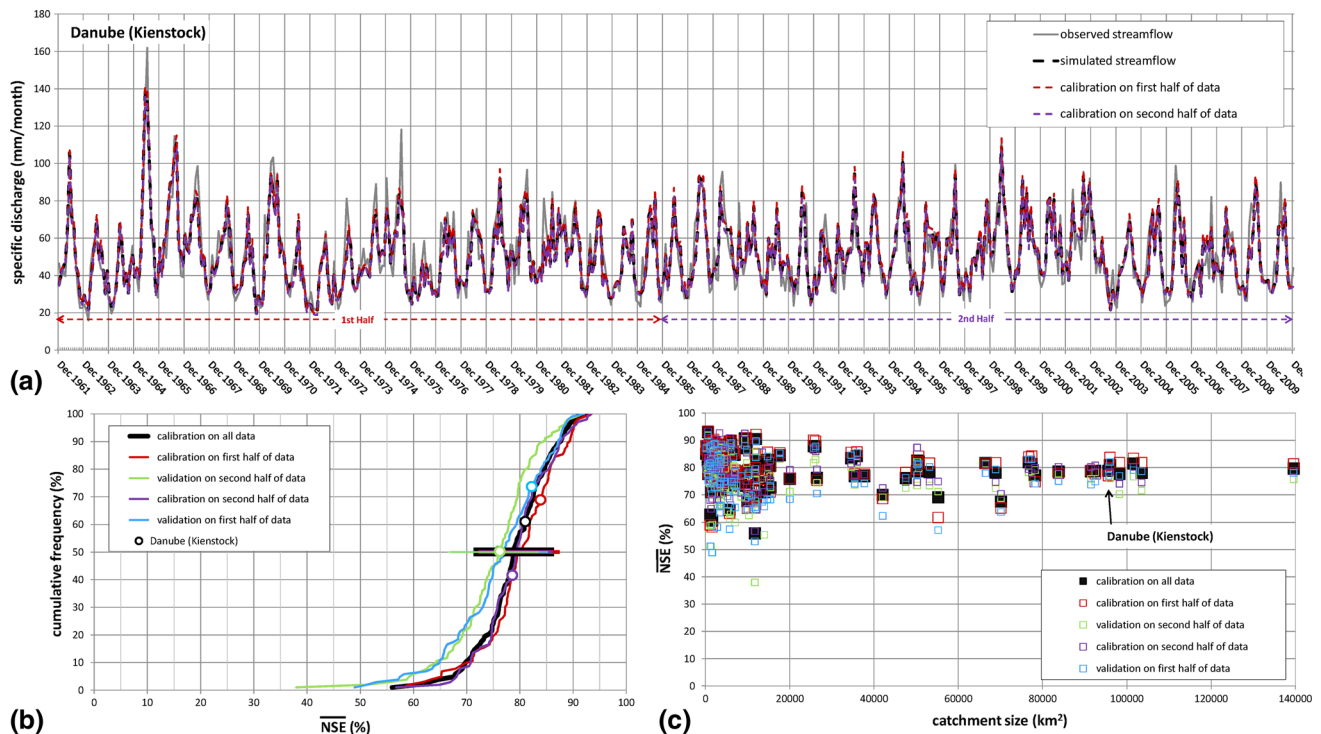 180
160
140
120
100
80
60
40
20
0
specific discharge (mm/month)
Danube (Kienstock)
observed streamflow
simulated streamflow
calibration on first half of data
calibration on second half of data
1st Half
2nd Half
Dec 1961
Dec 1962
Dec 1963
Dec 1964
Dec 1965
Dec 1966
Dec 1967
Dec 1968
Dec 1969
Dec 1970
Dec 1971
Dec 1972
Dec 1973
Dec 1974
Dec 1975
Dec 1976
Dec 1977
Dec 1978
Dec 1979
Dec 1980
Dec 1981
Dec 1982
Dec 1983
Dec 1984
Dec 1985
Dec 1986
Dec 1987
Dec 1988
Dec 1989
Dec 1990
Dec 1991
Dec 1992
Dec 1993
Dec 1994
Dec 1995
Dec 1996
Dec 1997
Dec 1998
Dec 1999
Dec 2000
Dec 2001
Dec 2002
Dec 2003
Dec 2004
Dec 2005
Dec 2006
Dec 2007
Dec 2008
Dec 2009
(a)
100
90
80
70
60
50
40
30
20
10
0
cumulative frequency (%)
calibration on all data
calibration on first half of data
validation on second half of data
calibration on second half of data
validation on first half of data
Danube (Kienstock)
0 10 20 30 40 50 60 70 80 90 100
NSE (%)
(b)
100
90
80
70
60
50
40
30
20
10
0
NSE (%)
Danube (Kienstock)
calibration on all data
calibration on first half of data
validation on second half of data
calibration on second half of data
validation on first half of data
0 20000 40000 60000 80000 100000 120000 140000
catchment size (km²)
(c)